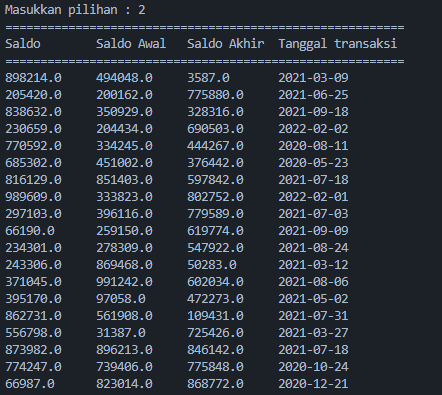 Masukkan pilihan : 2
=========================================================
Saldo Saldo Awal Saldo Akhir Tanggal transaksi
=========================================================
898214.0 494048.0 3587.0 2021-03-09
205420.0 200162.0 775880.0 2021-06-25
838632.0 350929.0 328316.0 2021-09-18
230659.0 204434.0 690503.0 2022-02-02
770592.0 334245.0 444267.0 2020-08-11
685302.0 451002.0 376442.0 2020-05-23
816129.0 851403.0 597842.0 2021-07-18
989609.0 333823.0 802752.0 2022-02-01
297103.0 396116.0 779589.0 2021-07-03
66190.0 259150.0 619774.0 2021-09-09
234301.0 278309.0 547922.0 2021-08-24
243306.0 869468.0 50283.0 2021-03-12
371045.0 991242.0 602034.0 2021-08-06
395170.0 97058.0 472273.0 2021-05-02
862731.0 561908.0 109431.0 2021-07-31
556798.0 31387.0 725426.0 2021-03-27
873982.0 896213.0 846142.0 2021-07-18
774247.0 739406.0 775848.0 2020-10-24
66987.0 823014.0 868772.0 2020-12-21